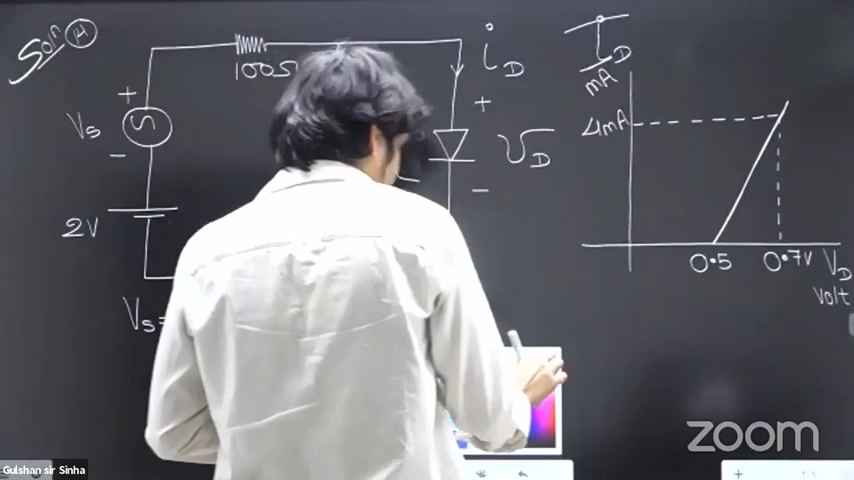 Soln 14
100Ω
iD
+
Vs
-
2V
Vs=
+
VD
-
ID
mA
4mA
0.5
0.7V
VD
volt
zoom
Gulshan sir Sinha